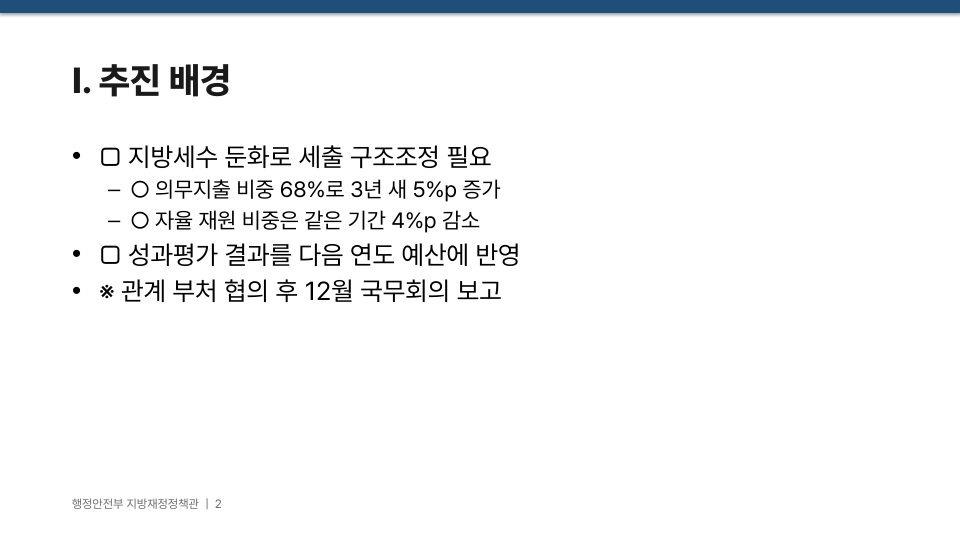 I. 추진 배경
• □ 지방세수 둔화로 세출 구조조정 필요
– ○ 의무지출 비중 68%로 3년 새 5%p 증가
– ○ 자율 재원 비중은 같은 기간 4%p 감소
• □ 성과평가 결과를 다음 연도 예산에 반영
• ※ 관계 부처 협의 후 12월 국무회의 보고
행정안전부 지방재정정책관 | 2